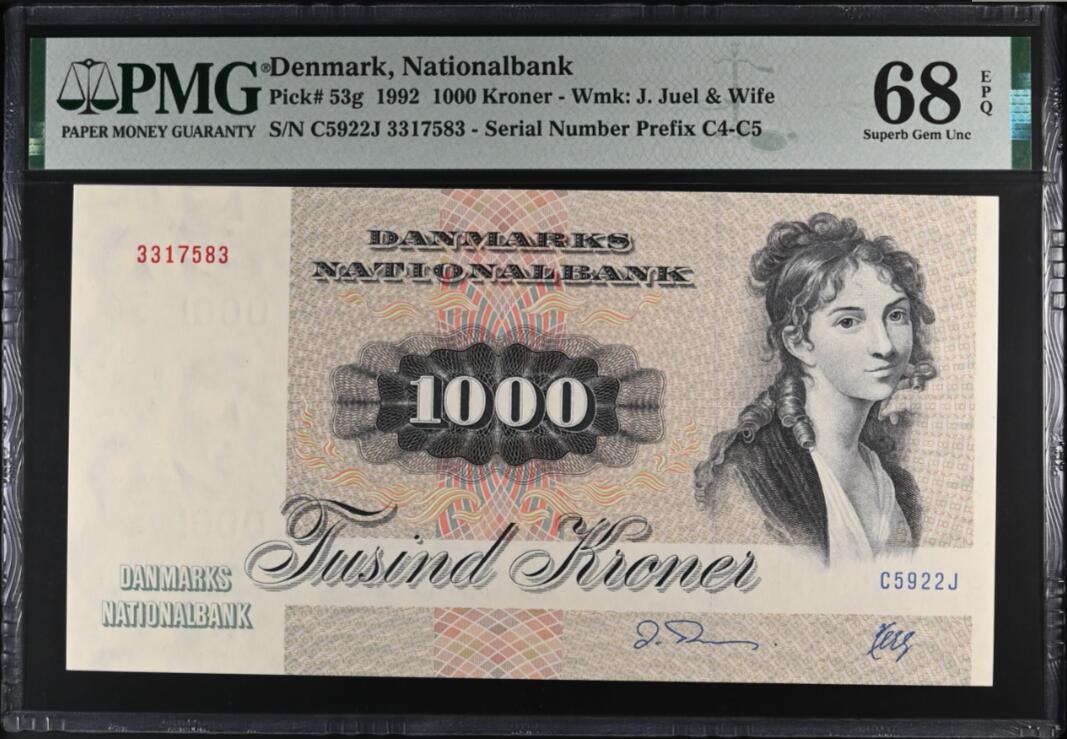 PMG®
PAPER MONEY GUARANTY
Denmark, Nationalbank
Pick# 53g 1992 1000 Kroner - Wmk: J. Juel & Wife
S/N C5922J 3317583 - Serial Number Prefix C4-C5
68
EPQ
Superb Gem Unc
3317583
DANMARKS
NATIONALBANK
1000
Tusind Kroner
DANMARKS
NATIONALBANK
C5922J